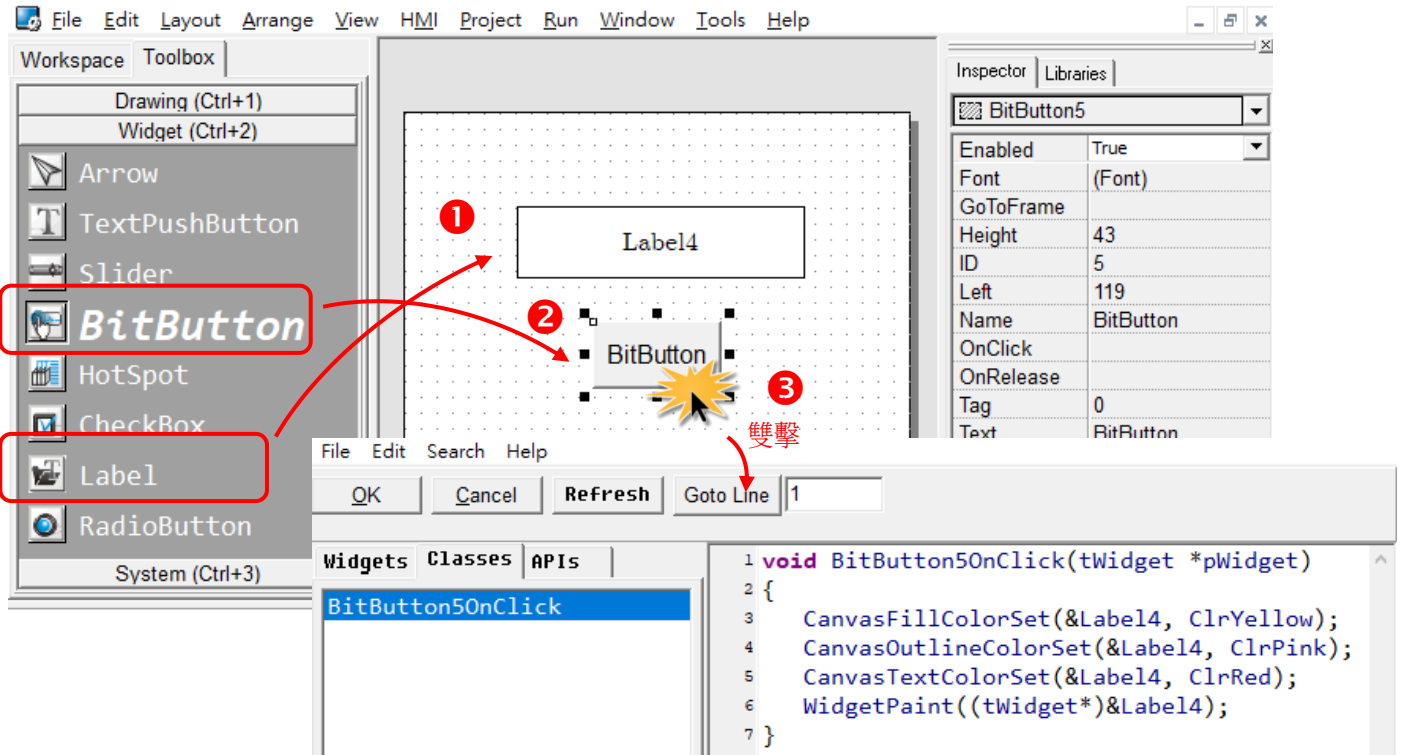 File Edit Layout Arrange View HMI Project Run Window Tools Help
Workspace Toolbox
Drawing (Ctrl+1)
Widget (Ctrl+2)
Arrow
TextPushButton
Slider
BitButton
HotSpot
CheckBox
Label
RadioButton
System (Ctrl+3)
❶
Label4
❷
BitButton
❸
雙擊
Inspector Libraries
BitButton5
Enabled True
Font (Font)
GoToFrame
Height 43
ID 5
Left 119
Name BitButton
OnClick
OnRelease
Tag 0
Text BitButton
File Edit Search Help
OK Cancel Refresh Goto Line 1
Widgets Classes APIs
BitButton5OnClick
1 void BitButton5OnClick(tWidget *pWidget)
2 {
3 CanvasFillColorSet(&Label4, ClrYellow);
4 CanvasOutlineColorSet(&Label4, ClrPink);
5 CanvasTextColorSet(&Label4, ClrRed);
6 WidgetPaint((tWidget*)&Label4);
7 }